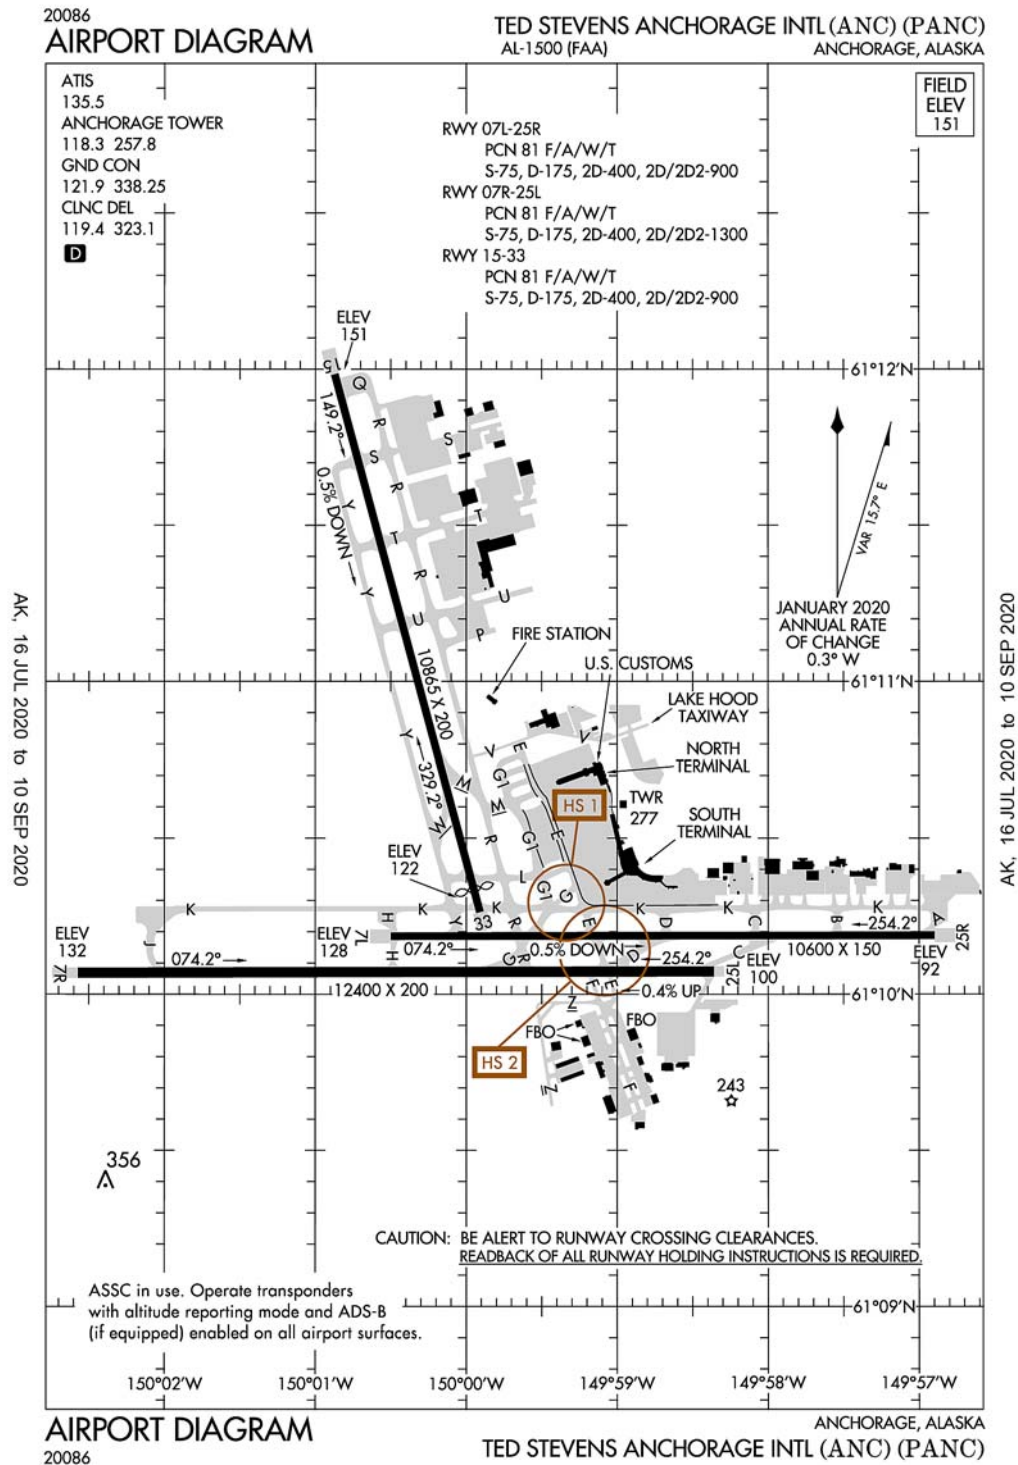 20086
AIRPORT DIAGRAM
TED STEVENS ANCHORAGE INTL (ANC) (PANC)
AL-1500 (FAA)
ANCHORAGE, ALASKA
ATIS
135.5
ANCHORAGE TOWER
118.3 257.8
GND CON
121.9 338.25
CLNC DEL
119.4 323.1
D
RWY 07L-25R
PCN 81 F/A/W/T
S-75, D-175, 2D-400, 2D/2D2-900
RWY 07R-25L
PCN 81 F/A/W/T
S-75, D-175, 2D-400, 2D/2D2-1300
RWY 15-33
PCN 81 F/A/W/T
S-75, D-175, 2D-400, 2D/2D2-900
FIELD
ELEV
151
ELEV
151
15
61°12'N
Q
R
S
S
149.2°
0.5% DOWN
R
Y
T
T
R
Y
U
U
P
VAR 15.7° E
JANUARY 2020
ANNUAL RATE
OF CHANGE
0.3° W
FIRE STATION
U.S. CUSTOMS
10865 X 200
61°11'N
LAKE HOOD
TAXIWAY
V
V
E
Y
329.2°
NORTH
TERMINAL
G1
M
M
HS 1
TWR
277
W
R
G1
E
SOUTH
TERMINAL
ELEV
122
L
G1
G
K
H
K
Y
33
K
R
E
K
D
K
C
B
K
A
254.2°
ELEV
132
J
ELEV
128
7L
074.2°
0.5% DOWN
10600 X 150
25R
ELEV
92
7R
074.2°
H
G
R
D
254.2°
C
25L
ELEV
100
12400 X 200
E
E
0.4% UP
61°10'N
Z
FBO
FBO
HS 2
Z
F
243
356
CAUTION: BE ALERT TO RUNWAY CROSSING CLEARANCES.
READBACK OF ALL RUNWAY HOLDING INSTRUCTIONS IS REQUIRED.
ASSC in use. Operate transponders
with altitude reporting mode and ADS-B
(if equipped) enabled on all airport surfaces.
61°09'N
150°02'W
150°01'W
150°00'W
149°59'W
149°58'W
149°57'W
AIRPORT DIAGRAM
20086
ANCHORAGE, ALASKA
TED STEVENS ANCHORAGE INTL (ANC) (PANC)
AK, 16 JUL 2020 to 10 SEP 2020
AK, 16 JUL 2020 to 10 SEP 2020